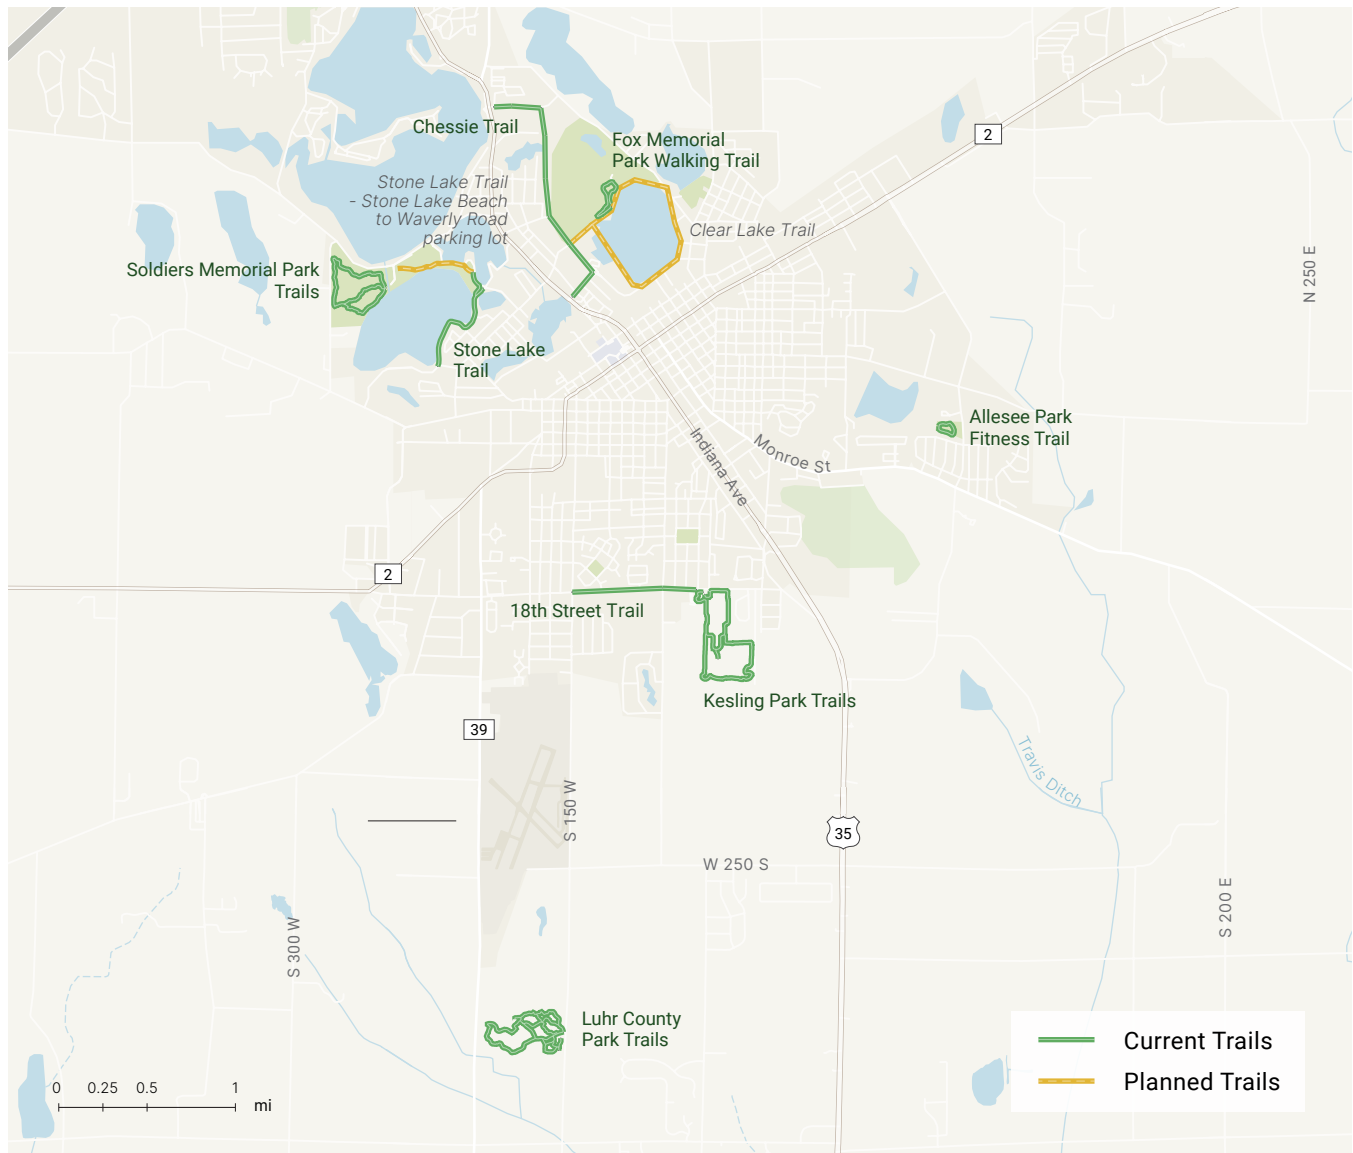 2
Chessie Trail
Fox Memorial
Park Walking Trail
Stone Lake Trail
- Stone Lake Beach
to Waverly Road
parking lot
Clear Lake Trail
N 250 E
Soldiers Memorial Park
Trails
Stone Lake
Trail
Allesee Park
Fitness Trail
Indiana Ave
Monroe St
2
18th Street Trail
Kesling Park Trails
39
S 150 W
Travis Ditch
35
W 250 S
S 300 W
S 200 E
Luhr County
Park Trails
Current Trails
Planned Trails
0 0.25 0.5 1
mi